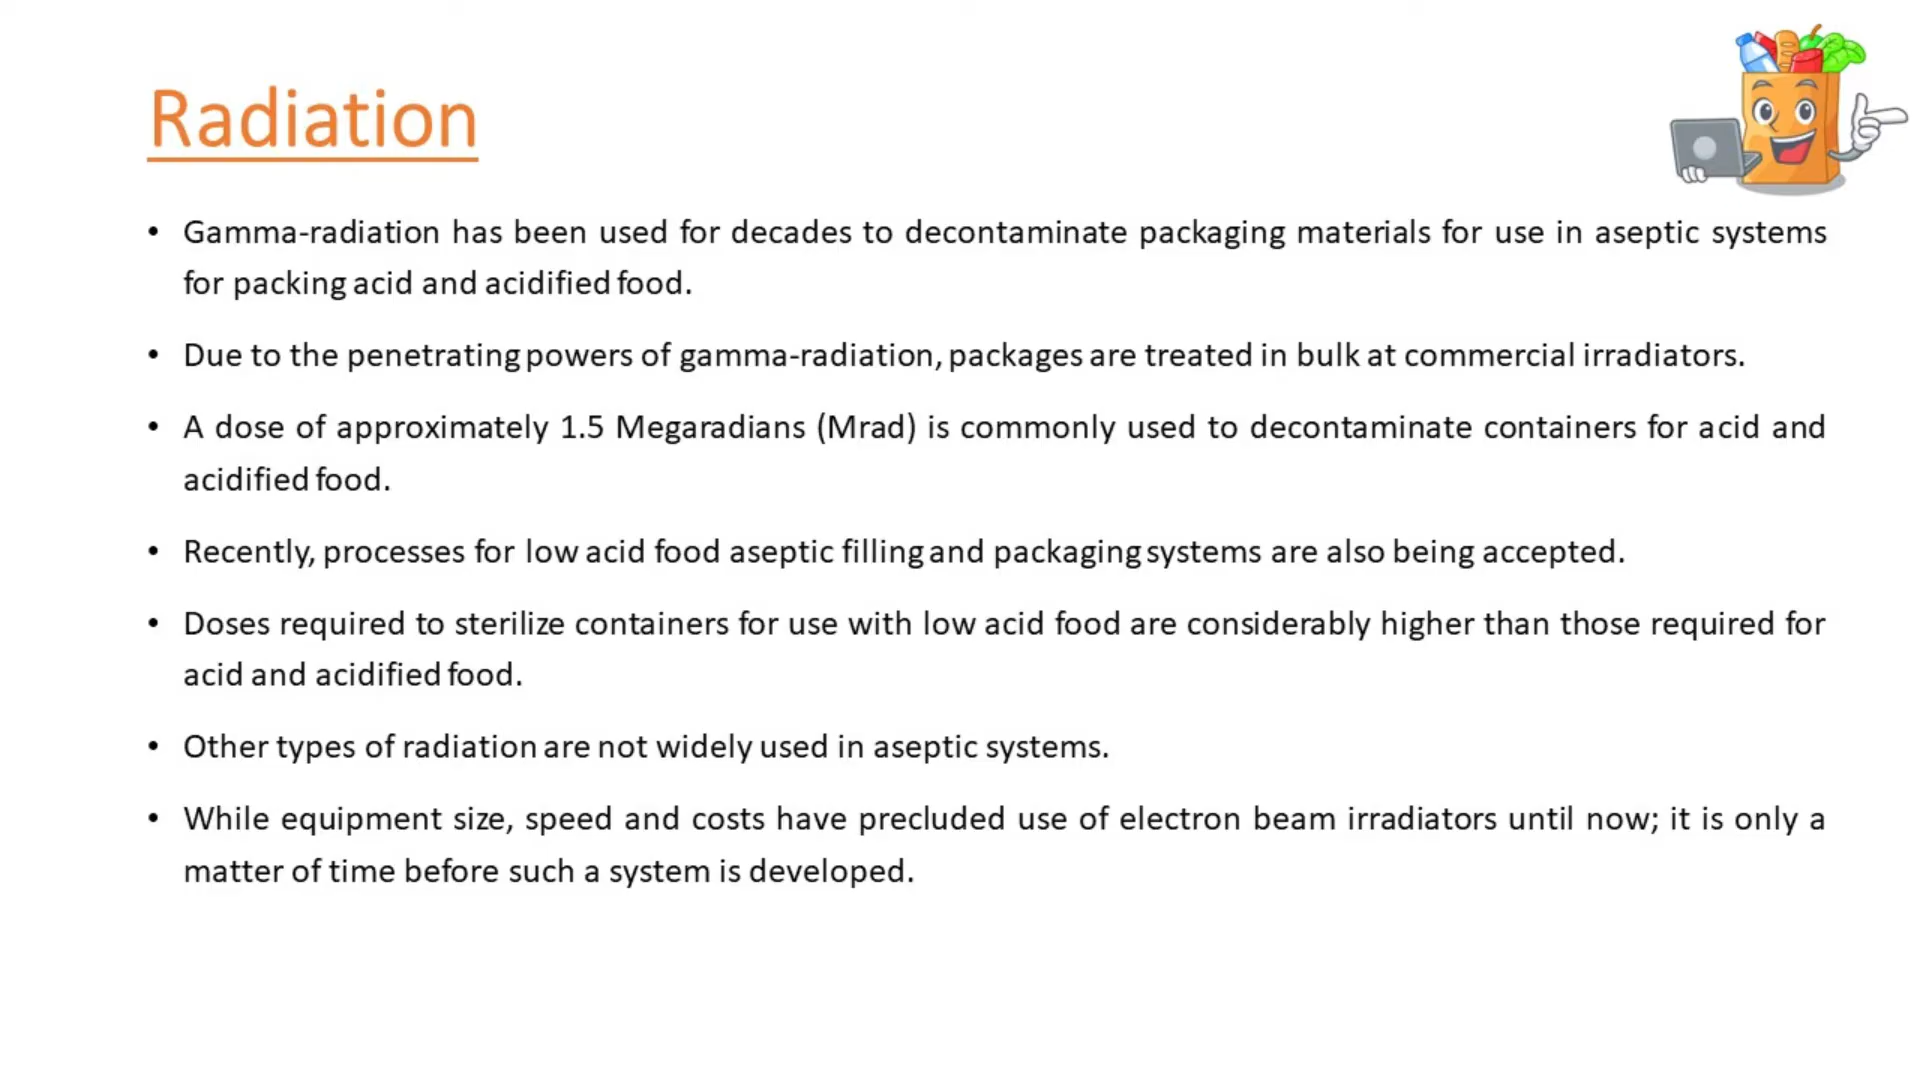 Radiation
• Gamma-radiation has been used for decades to decontaminate packaging materials for use in aseptic systems
for packing acid and acidified food.
• Due to the penetrating powers of gamma-radiation, packages are treated in bulk at commercial irradiators.
• A dose of approximately 1.5 Megaradians (Mrad) is commonly used to decontaminate containers for acid and
acidified food.
• Recently, processes for low acid food aseptic filling and packaging systems are also being accepted.
• Doses required to sterilize containers for use with low acid food are considerably higher than those required for
acid and acidified food.
• Other types of radiation are not widely used in aseptic systems.
• While equipment size, speed and costs have precluded use of electron beam irradiators until now; it is only a
matter of time before such a system is developed.